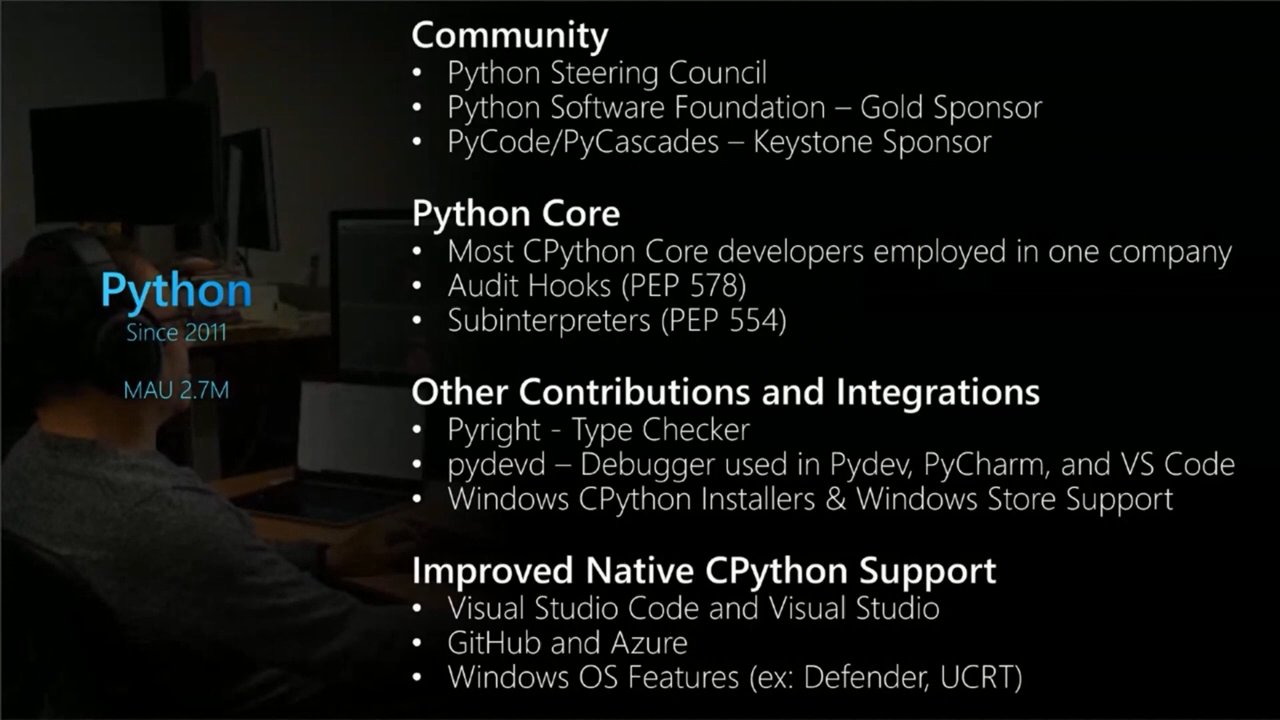 Python
Since 2011
MAU 2.7M
Community
• Python Steering Council
• Python Software Foundation – Gold Sponsor
• PyCode/PyCascades – Keystone Sponsor
Python Core
• Most CPython Core developers employed in one company
• Audit Hooks (PEP 578)
• Subinterpreters (PEP 554)
Other Contributions and Integrations
• Pyright - Type Checker
• pydevd – Debugger used in Pydev, PyCharm, and VS Code
• Windows CPython Installers & Windows Store Support
Improved Native CPython Support
• Visual Studio Code and Visual Studio
• GitHub and Azure
• Windows OS Features (ex: Defender, UCRT)